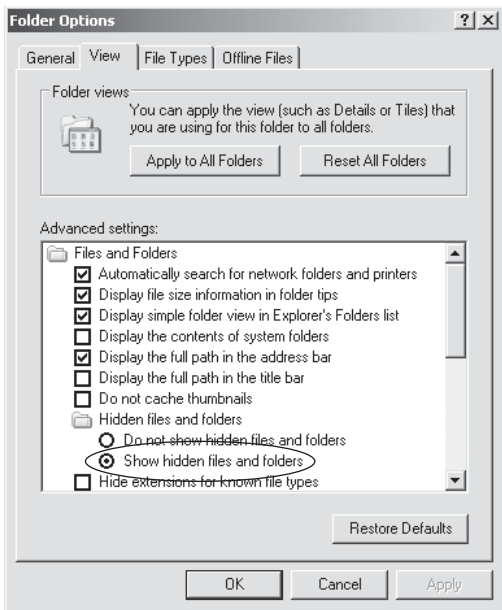 Folder Options
General View File Types Offline Files
Folder views
You can apply the view (such as Details or Tiles) that
you are using for this folder to all folders.
Apply to All Folders Reset All Folders
Advanced settings:
Files and Folders
Automatically search for network folders and printers
Display file size information in folder tips
Display simple folder view in Explorer's Folders list
Display the contents of system folders
Display the full path in the address bar
Display the full path in the title bar
Do not cache thumbnails
Hidden files and folders
Do not show hidden files and folders
Show hidden files and folders
Hide extensions for known file types
Restore Defaults
OK Cancel Apply